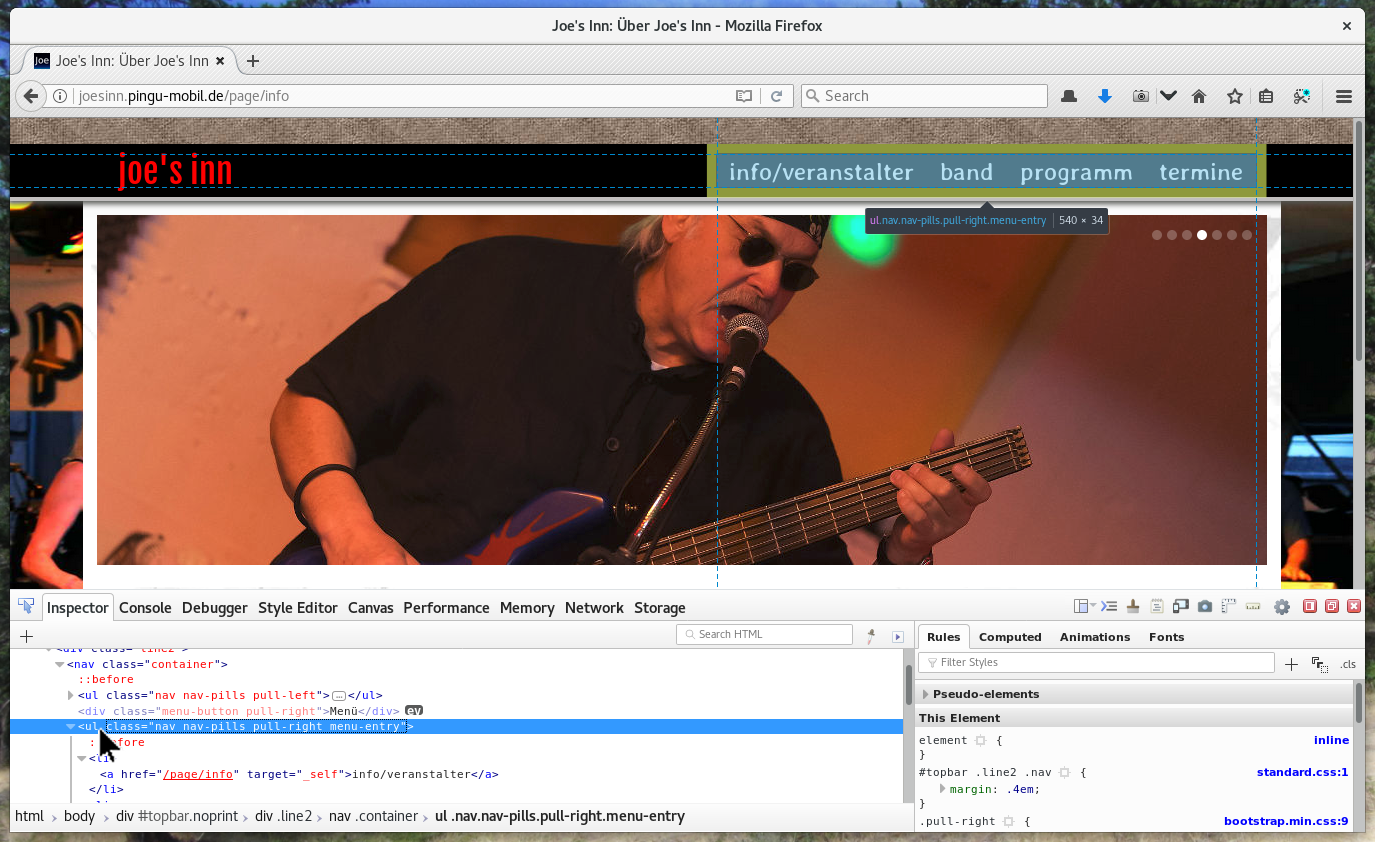 Joe's Inn: Über Joe's Inn - Mozilla Firefox
Joe Joe's Inn: Über Joe's Inn
joesinn.pingu-mobil.de/page/info
Search
joe's inn
info/veranstalter band programm termine
ul.nav.nav-pills.pull-right.menu-entry 540 × 34
Inspector Console Debugger Style Editor Canvas Performance Memory Network Storage
Search HTML
<div class="line2">
<nav class="container">
::before
<ul class="nav nav-pills pull-left">…</ul>
<div class="menu-button pull-right">Menü</div> ev
<ul class="nav nav-pills pull-right menu-entry">
<li>
<a href="/page/info" target="_self">info/veranstalter</a>
</li>
html body div #topbar.noprint div .line2 nav .container ul .nav.nav-pills.pull-right.menu-entry
Rules Computed Animations Fonts
Filter Styles .cls
Pseudo-elements
This Element
element { inline
}
#topbar .line2 .nav { standard.css:1
margin: .4em;
}
.pull-right { bootstrap.min.css:9